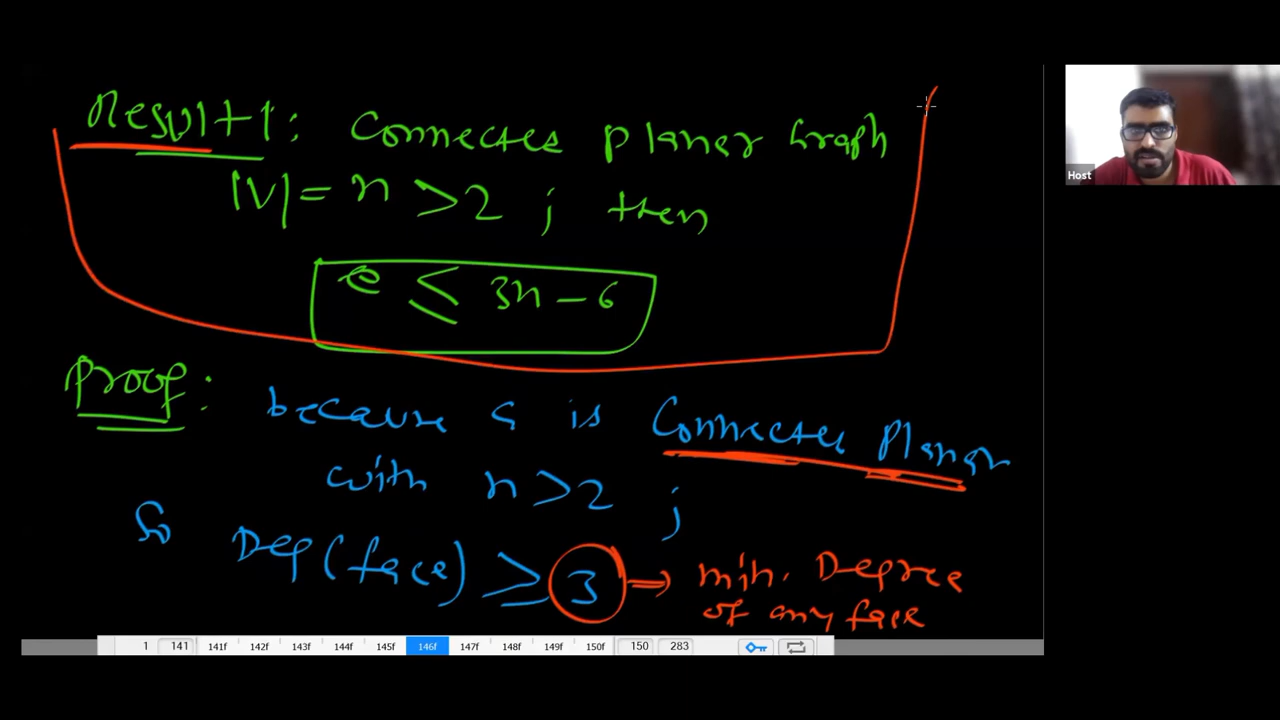 Result1: Connected Planar Graph
|V| = n > 2 ; then
e ≤ 3n - 6
Proof: because G is Connected Planar
with n > 2 ;
So Deg(face) ≥ 3 → min. Degree
of any face
Host
1 141 141f 142f 143f 144f 145f 146f 147f 148f 149f 150f 150 283